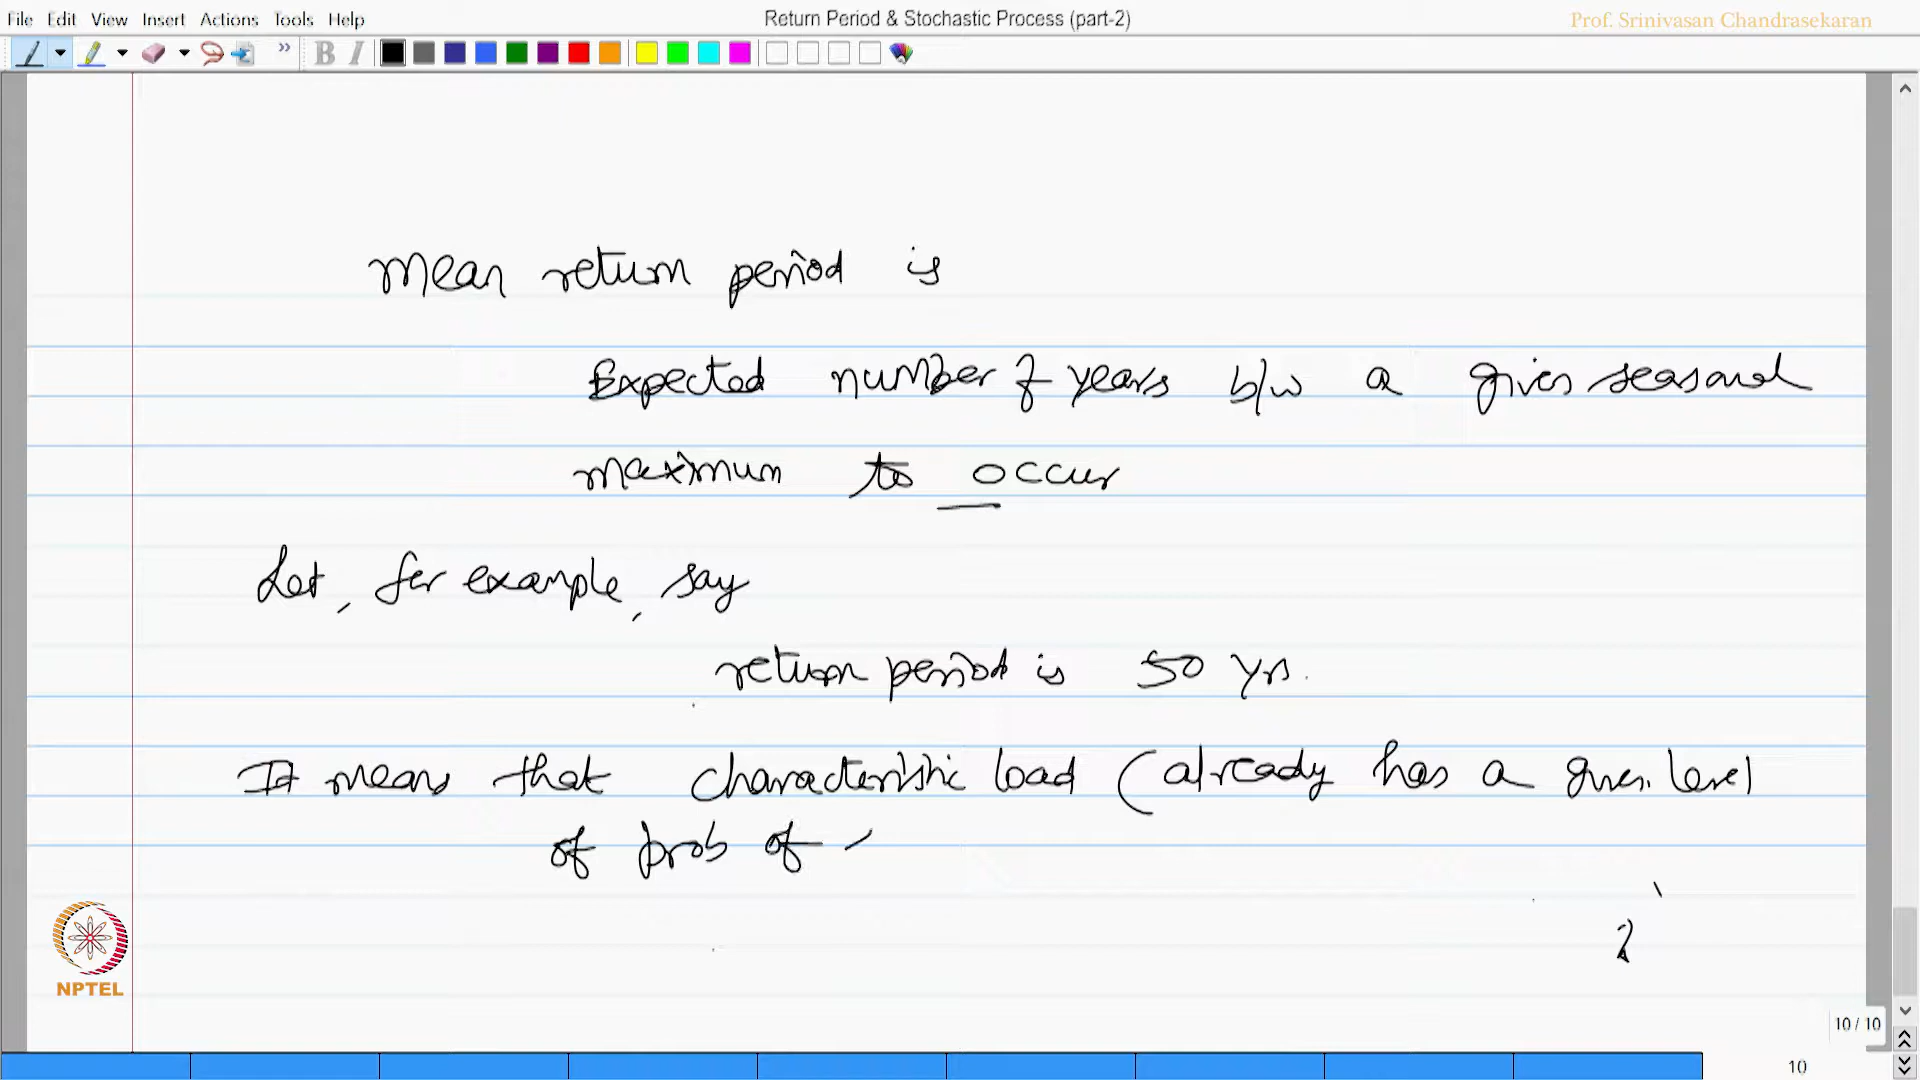 File Edit View Insert Actions Tools Help
Return Period & Stochastic Process (part-2)
Prof. Srinivasan Chandrasekaran
B I
mean return period is
Expected number of years b/w a given seasonal
maximum to occur
Let, for example, say
return period is 50 yrs.
It means that characteristic load (already has a given level
of prob of
NPTEL
10 / 10
10